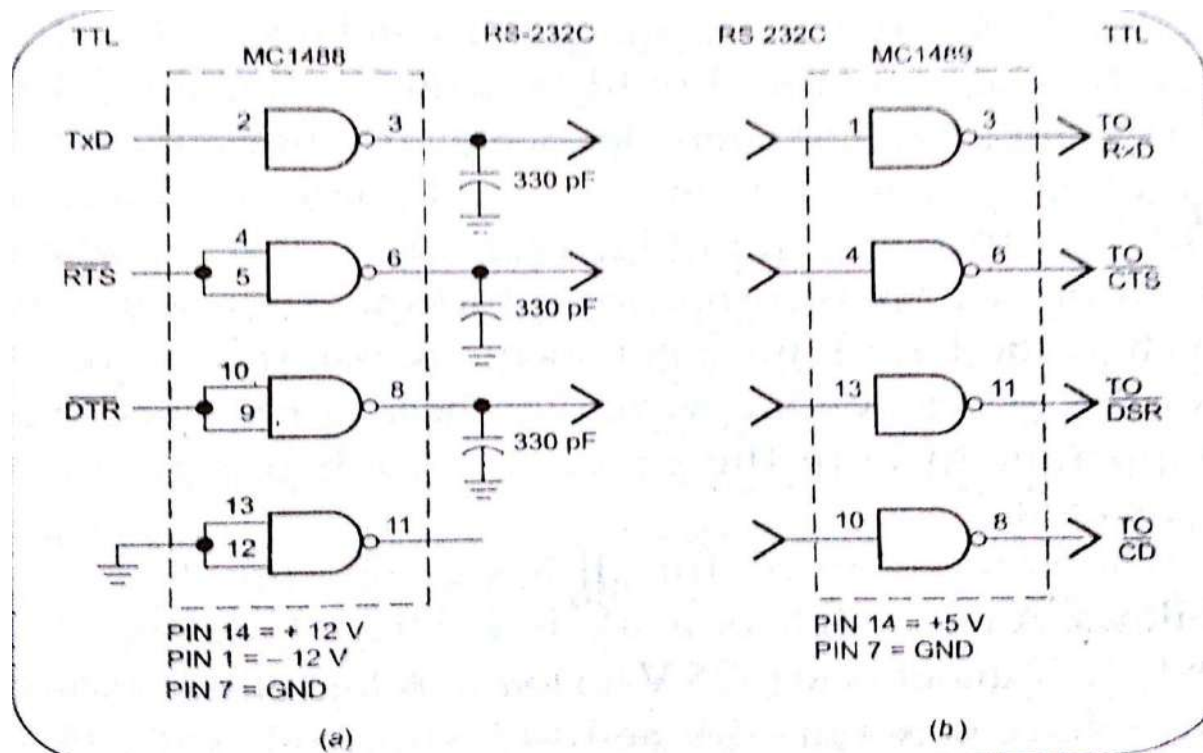 TTL MC1488 RS-232C RS 232C MC1489 TTL
TxD 2 3 330 pF 1 3 TO RxD
RTS 4 5 6 330 pF 4 6 TO CTS
DTR 10 9 8 330 pF 13 11 TO DSR
13 12 11 10 8 TO CD
PIN 14 = + 12 V PIN 14 = +5 V
PIN 1 = – 12 V PIN 7 = GND
PIN 7 = GND
(a) (b)